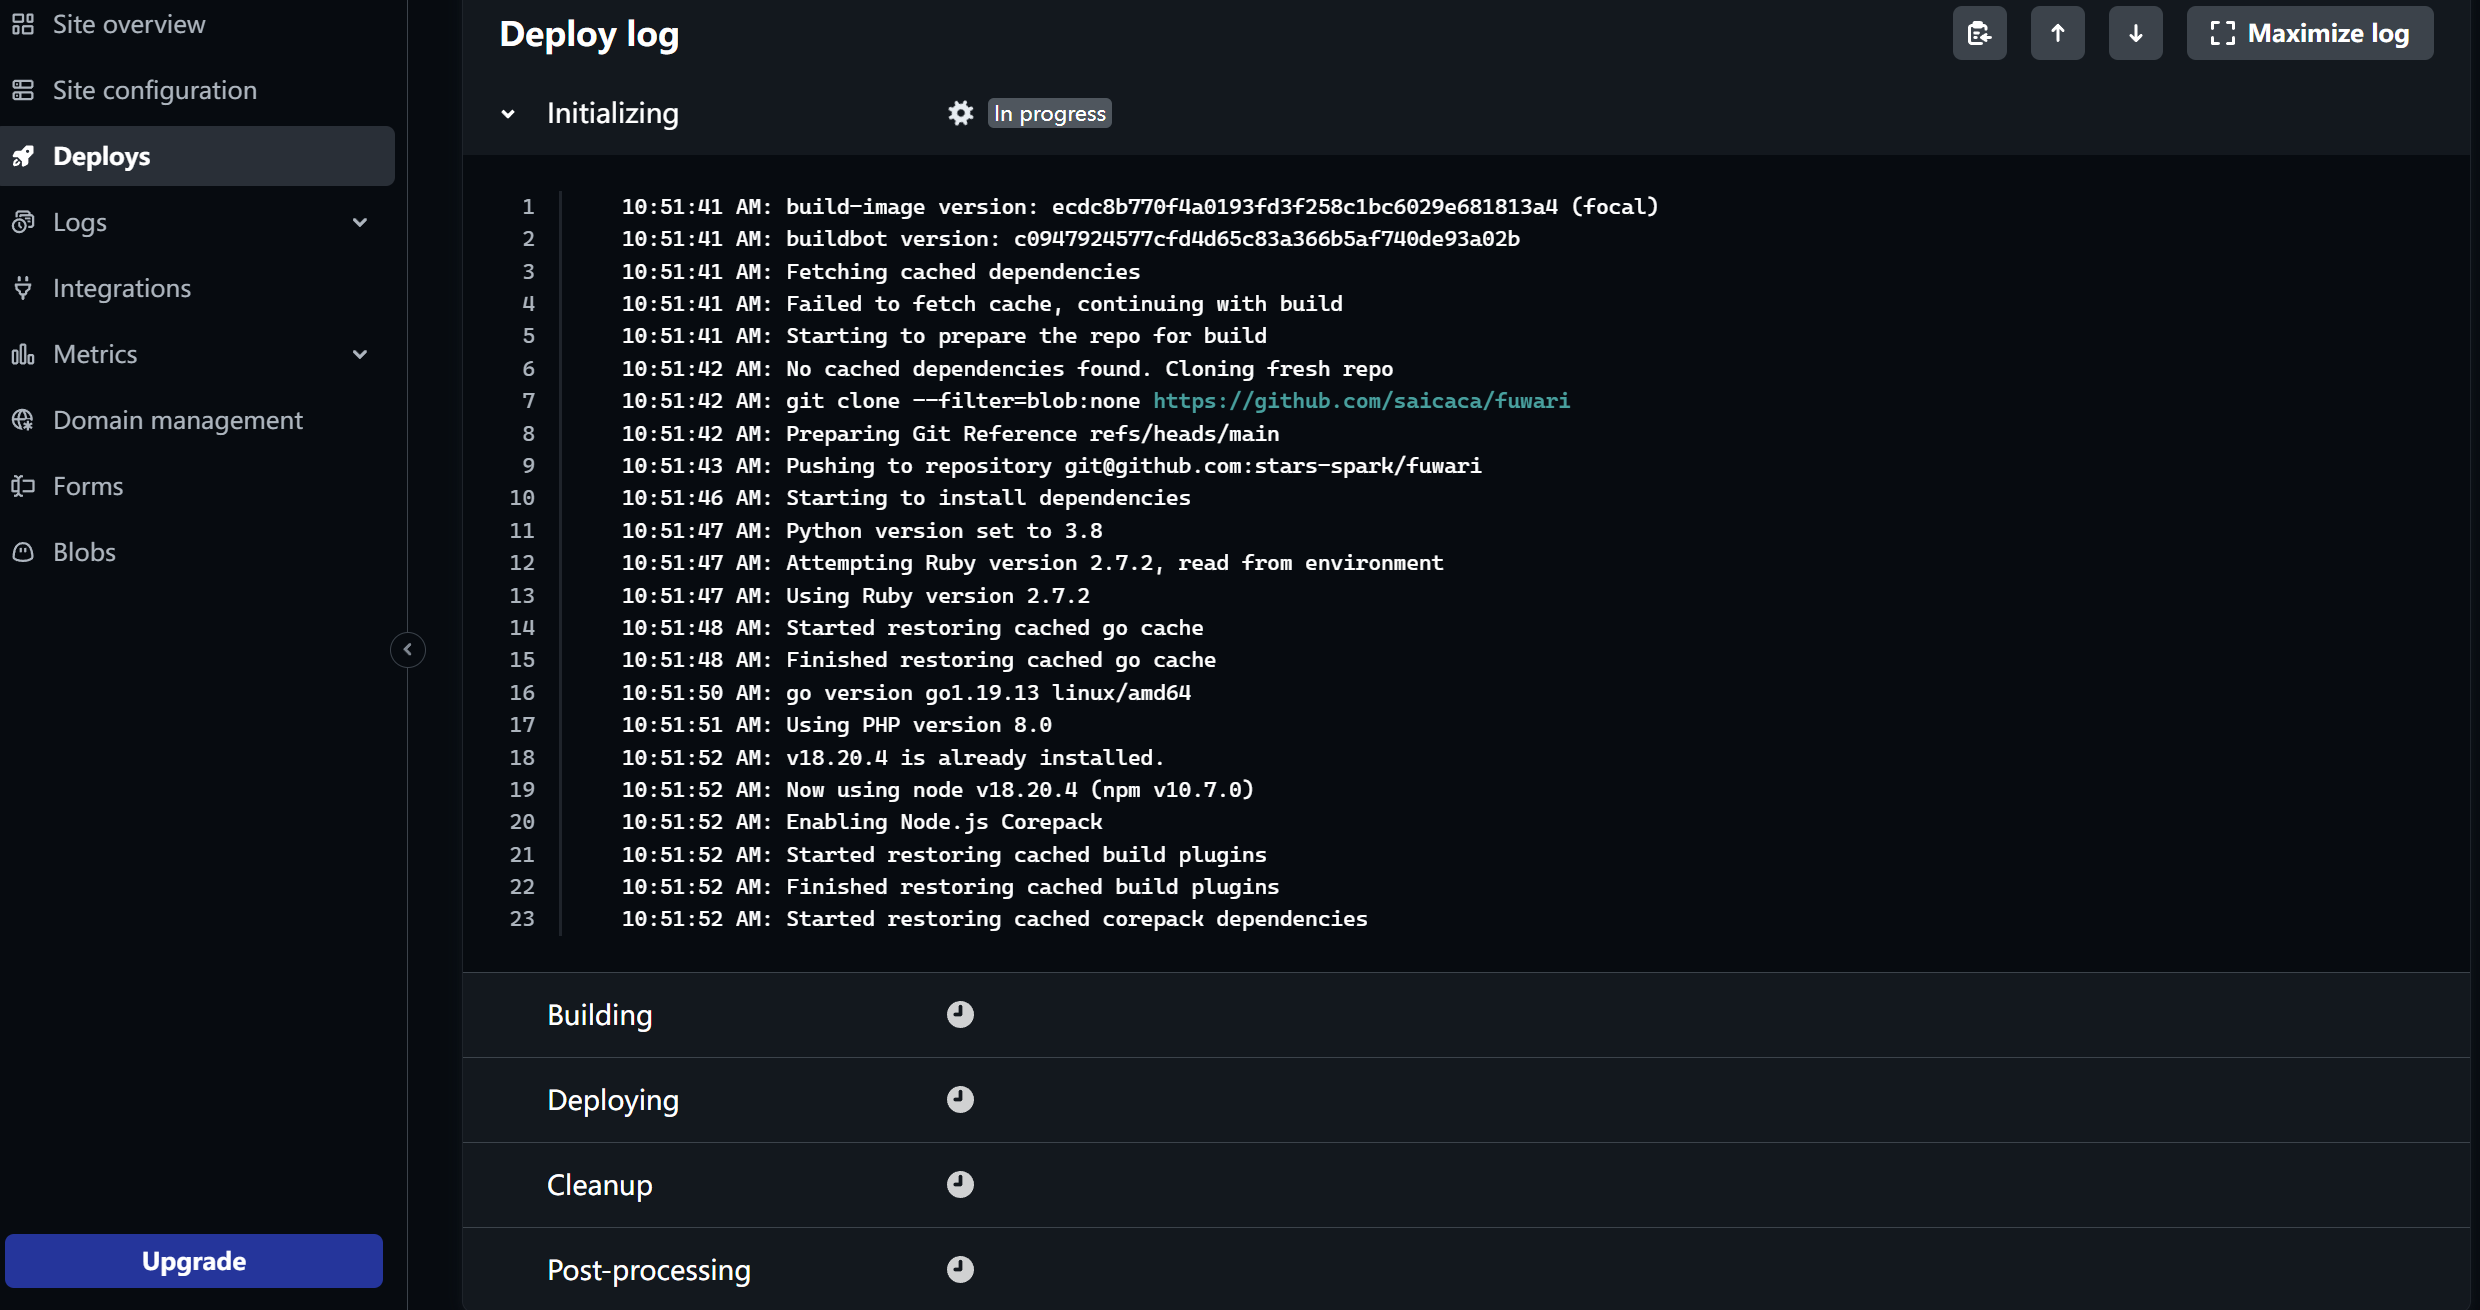 Site overview
Site configuration
Deploys
Logs
Integrations
Metrics
Domain management
Forms
Blobs
Upgrade
Deploy log
Maximize log
Initializing
In progress
1 10:51:41 AM: build-image version: ecdc8b770f4a0193fd3f258c1bc6029e681813a4 (focal)
2 10:51:41 AM: buildbot version: c0947924577cfd4d65c83a366b5af740de93a02b
3 10:51:41 AM: Fetching cached dependencies
4 10:51:41 AM: Failed to fetch cache, continuing with build
5 10:51:41 AM: Starting to prepare the repo for build
6 10:51:42 AM: No cached dependencies found. Cloning fresh repo
7 10:51:42 AM: git clone --filter=blob:none https://github.com/saicaca/fuwari
8 10:51:42 AM: Preparing Git Reference refs/heads/main
9 10:51:43 AM: Pushing to repository git@github.com:stars-spark/fuwari
10 10:51:46 AM: Starting to install dependencies
11 10:51:47 AM: Python version set to 3.8
12 10:51:47 AM: Attempting Ruby version 2.7.2, read from environment
13 10:51:47 AM: Using Ruby version 2.7.2
14 10:51:48 AM: Started restoring cached go cache
15 10:51:48 AM: Finished restoring cached go cache
16 10:51:50 AM: go version go1.19.13 linux/amd64
17 10:51:51 AM: Using PHP version 8.0
18 10:51:52 AM: v18.20.4 is already installed.
19 10:51:52 AM: Now using node v18.20.4 (npm v10.7.0)
20 10:51:52 AM: Enabling Node.js Corepack
21 10:51:52 AM: Started restoring cached build plugins
22 10:51:52 AM: Finished restoring cached build plugins
23 10:51:52 AM: Started restoring cached corepack dependencies
Building
Deploying
Cleanup
Post-processing